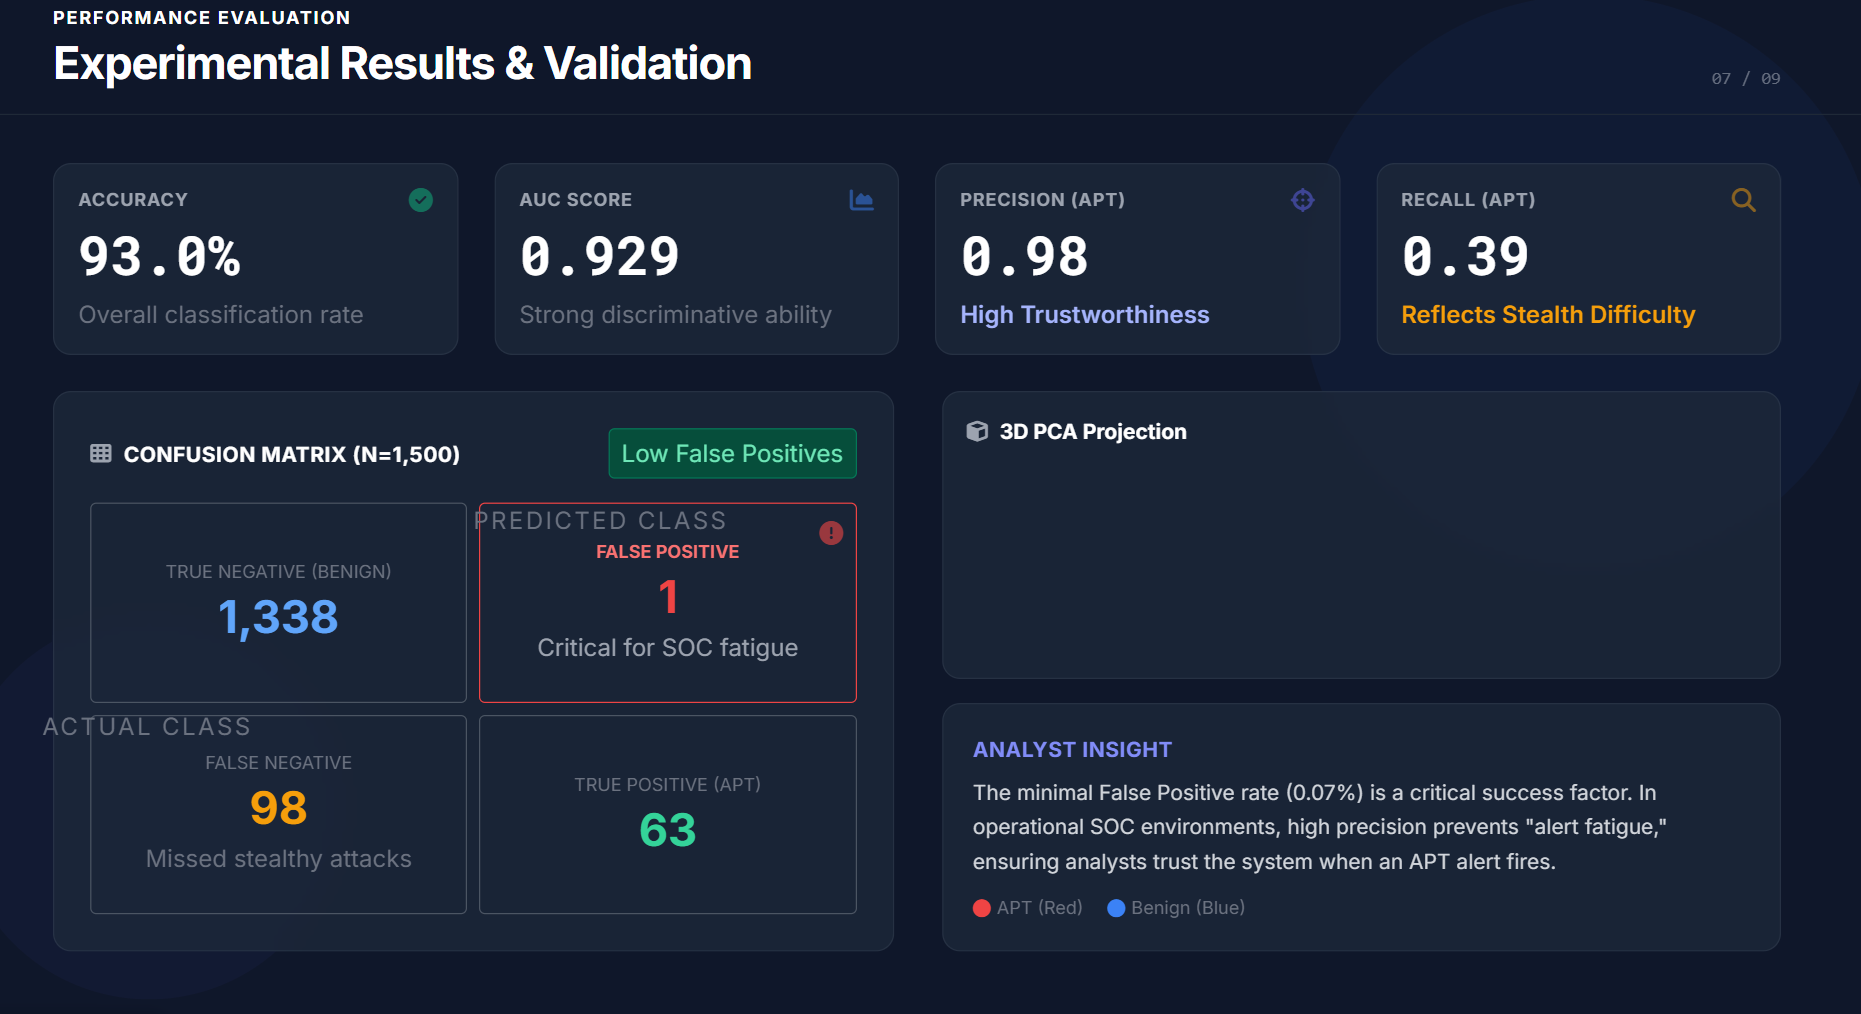 PERFORMANCE EVALUATION
Experimental Results & Validation
07 / 09
ACCURACY
93.0%
Overall classification rate
AUC SCORE
0.929
Strong discriminative ability
PRECISION (APT)
0.98
High Trustworthiness
RECALL (APT)
0.39
Reflects Stealth Difficulty
CONFUSION MATRIX (N=1,500)
Low False Positives
PREDICTED CLASS
TRUE NEGATIVE (BENIGN)
1,338
FALSE POSITIVE
1
Critical for SOC fatigue
ACTUAL CLASS
FALSE NEGATIVE
98
Missed stealthy attacks
TRUE POSITIVE (APT)
63
3D PCA Projection
ANALYST INSIGHT
The minimal False Positive rate (0.07%) is a critical success factor. In
operational SOC environments, high precision prevents "alert fatigue,"
ensuring analysts trust the system when an APT alert fires.
APT (Red)
Benign (Blue)